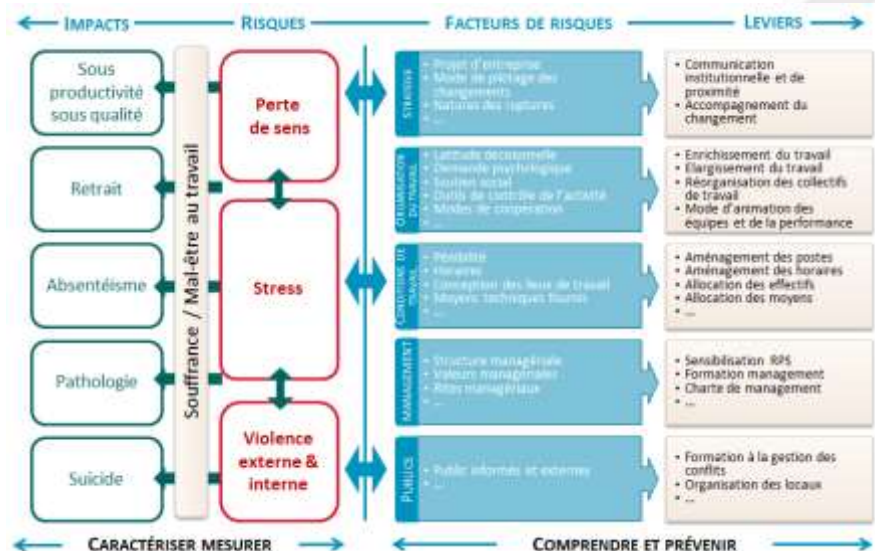 IMPACTS
RISQUES
FACTEURS DE RISQUES
LEVIERS
Sous
productivité
sous qualité
Retrait
Absentéisme
Pathologie
Suicide
Souffrance / Mal-être au travail
Perte
de sens
Stress
Violence
externe &
interne
STRATEGIE
• Projet d'entreprise
• Mode de pilotage des
changements
• Natures des ruptures
• ...
• Communication
institutionnelle et de
proximité
• Accompagnement du
changement
ORGANISATION
DU TRAVAIL
• Latitude décisionnelle
• Demande psychologique
• Soutien social
• Outils de contrôle de l'activité
• Modes de coopération
• ...
• Enrichissement du travail
• Elargissement du travail
• Réorganisation des collectifs
de travail
• Mode d'animation des
équipes et de la performance
CONDITIONS DE
TRAVAIL
• Pénibilité
• Horaires
• Conception des lieux de travail
• Moyens techniques fournis
• ...
• Aménagement des postes
• Aménagement des horaires
• Allocation des effectifs
• Allocation des moyens
• ...
MANAGEMENT
• Structure managériale
• Valeurs managériales
• Rites managériaux
• ...
• Sensibilisation RPS
• Formation management
• Charte de management
• ...
PUBLICS
• Public informés et externes
• ...
• Formation à la gestion des
conflits
• Organisation des locaux
• ...
CARACTÉRISER MESURER
COMPRENDRE ET PRÉVENIR